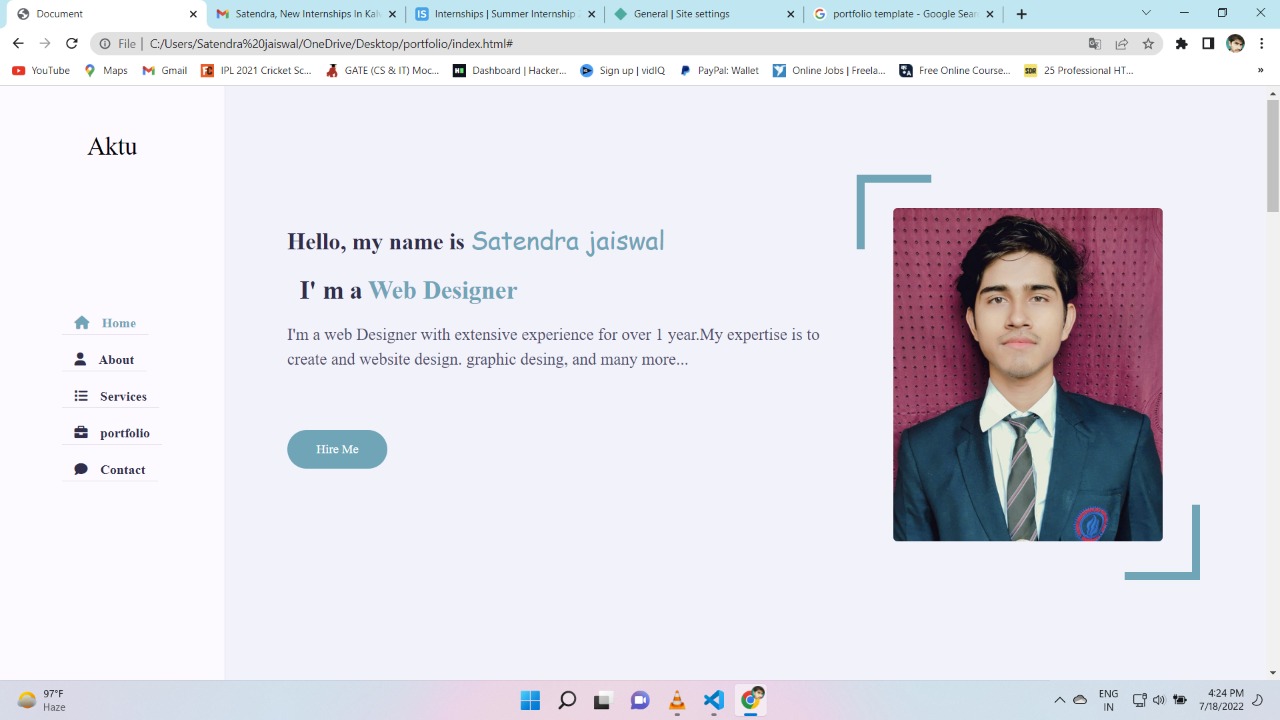 Document
Satendra, New Interns In Kalv
Internships | Summer Internship
General | Site settings
portfolio template - Google Sear
File | C:/Users/Satendra%20jaiswal/OneDrive/Desktop/portfolio/index.html#
YouTube
Maps
Gmail
IPL 2021 Cricket Sc...
GATE (CS & IT) Moc...
Dashboard | Hacker...
Sign up | vidIQ
PayPal: Wallet
Online Jobs | Freela...
Free Online Course...
25 Professional HT...
»
Aktu
Home
About
Services
portfolio
Contact
Hello, my name is Satendra jaiswal
I' m a Web Designer
I'm a web Designer with extensive experience for over 1 year.My expertise is to
create and website design. graphic desing, and many more...
Hire Me
97°F
Haze
ENG
IN
4:24 PM
7/18/2022